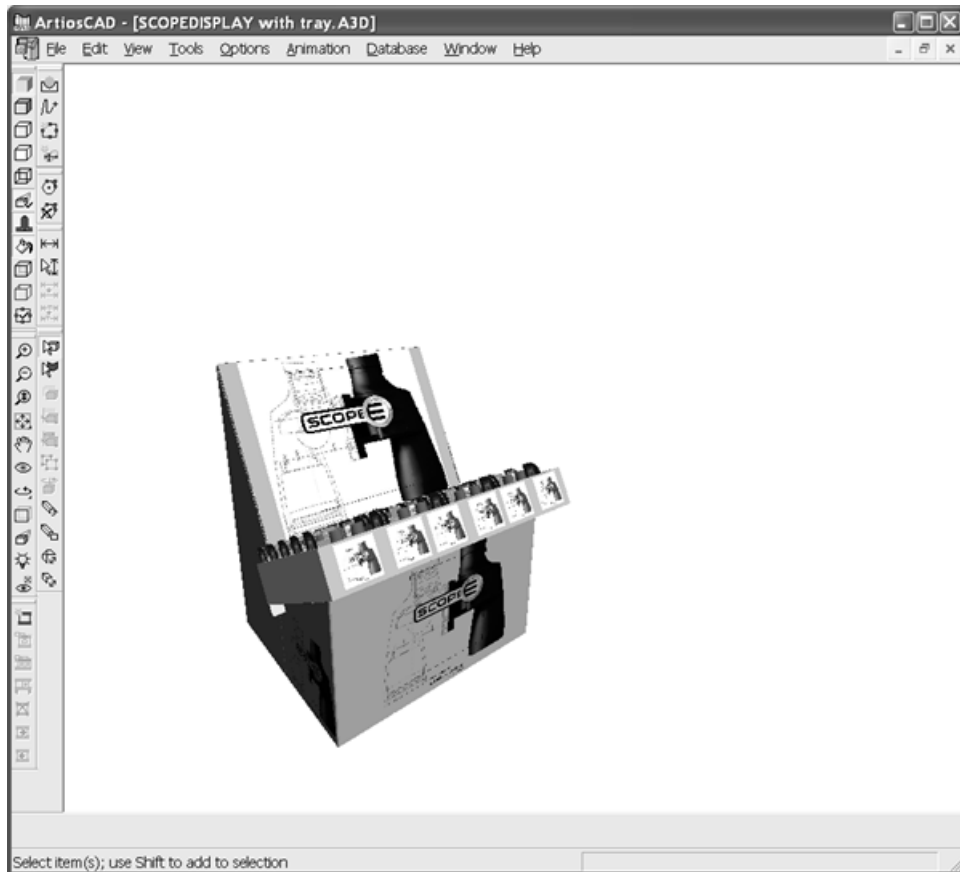 ArtiosCAD - [SCOPEDISPLAY with tray.A3D]
File Edit View Tools Options Animation Database Window Help
SCOPE
SCOPE
Select item(s); use Shift to add to selection